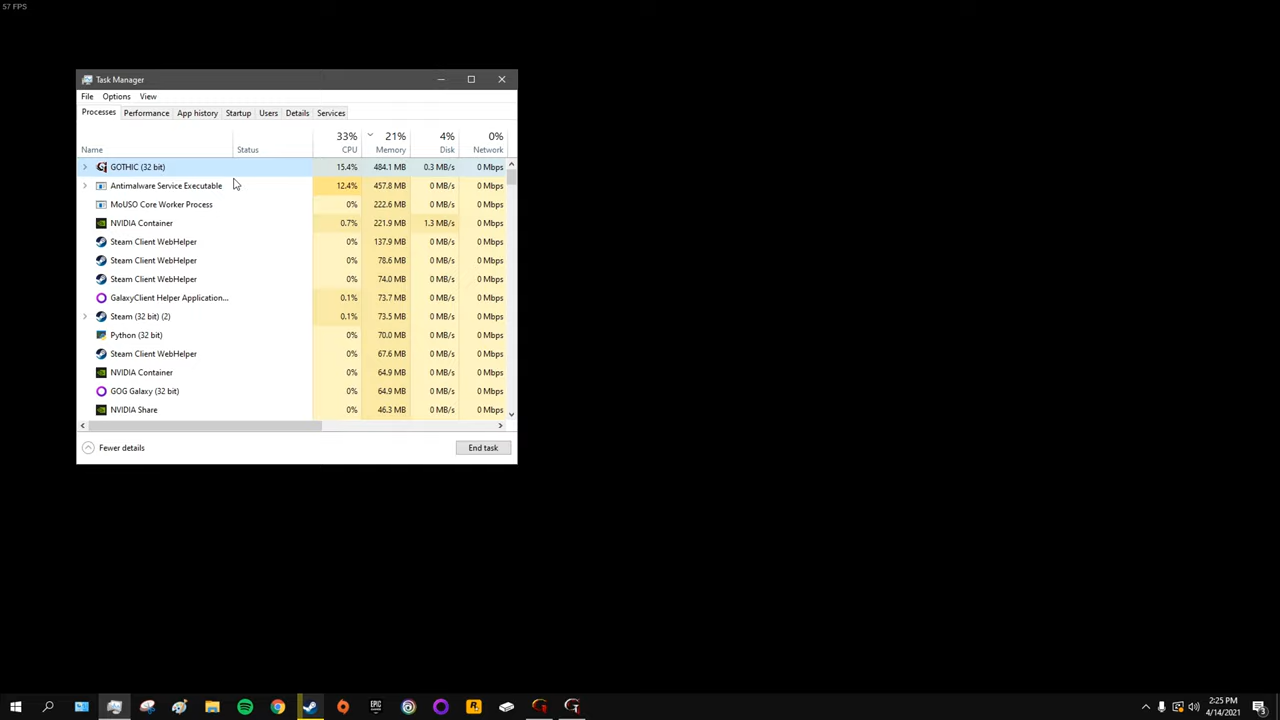 57 FPS
Task Manager
File Options View
Processes Performance App history Startup Users Details Services
33% 21% 4% 0%
Name Status CPU Memory Disk Network
GOTHIC (32 bit) 15.4% 484.1 MB 0.3 MB/s 0 Mbps
Antimalware Service Executable 12.4% 457.8 MB 0 MB/s 0 Mbps
MoUSO Core Worker Process 0% 222.6 MB 0 MB/s 0 Mbps
NVIDIA Container 0.7% 221.9 MB 1.3 MB/s 0 Mbps
Steam Client WebHelper 0% 137.9 MB 0 MB/s 0 Mbps
Steam Client WebHelper 0% 78.6 MB 0 MB/s 0 Mbps
Steam Client WebHelper 0% 74.0 MB 0 MB/s 0 Mbps
GalaxyClient Helper Application... 0.1% 73.7 MB 0 MB/s 0 Mbps
Steam (32 bit) (2) 0.1% 73.5 MB 0 MB/s 0 Mbps
Python (32 bit) 0% 70.0 MB 0 MB/s 0 Mbps
Steam Client WebHelper 0% 67.6 MB 0 MB/s 0 Mbps
NVIDIA Container 0% 64.9 MB 0 MB/s 0 Mbps
GOG Galaxy (32 bit) 0% 64.9 MB 0 MB/s 0 Mbps
NVIDIA Share 0% 46.3 MB 0 MB/s 0 Mbps
Fewer details End task
EPIC
R
2:25 PM
4/14/2021
3